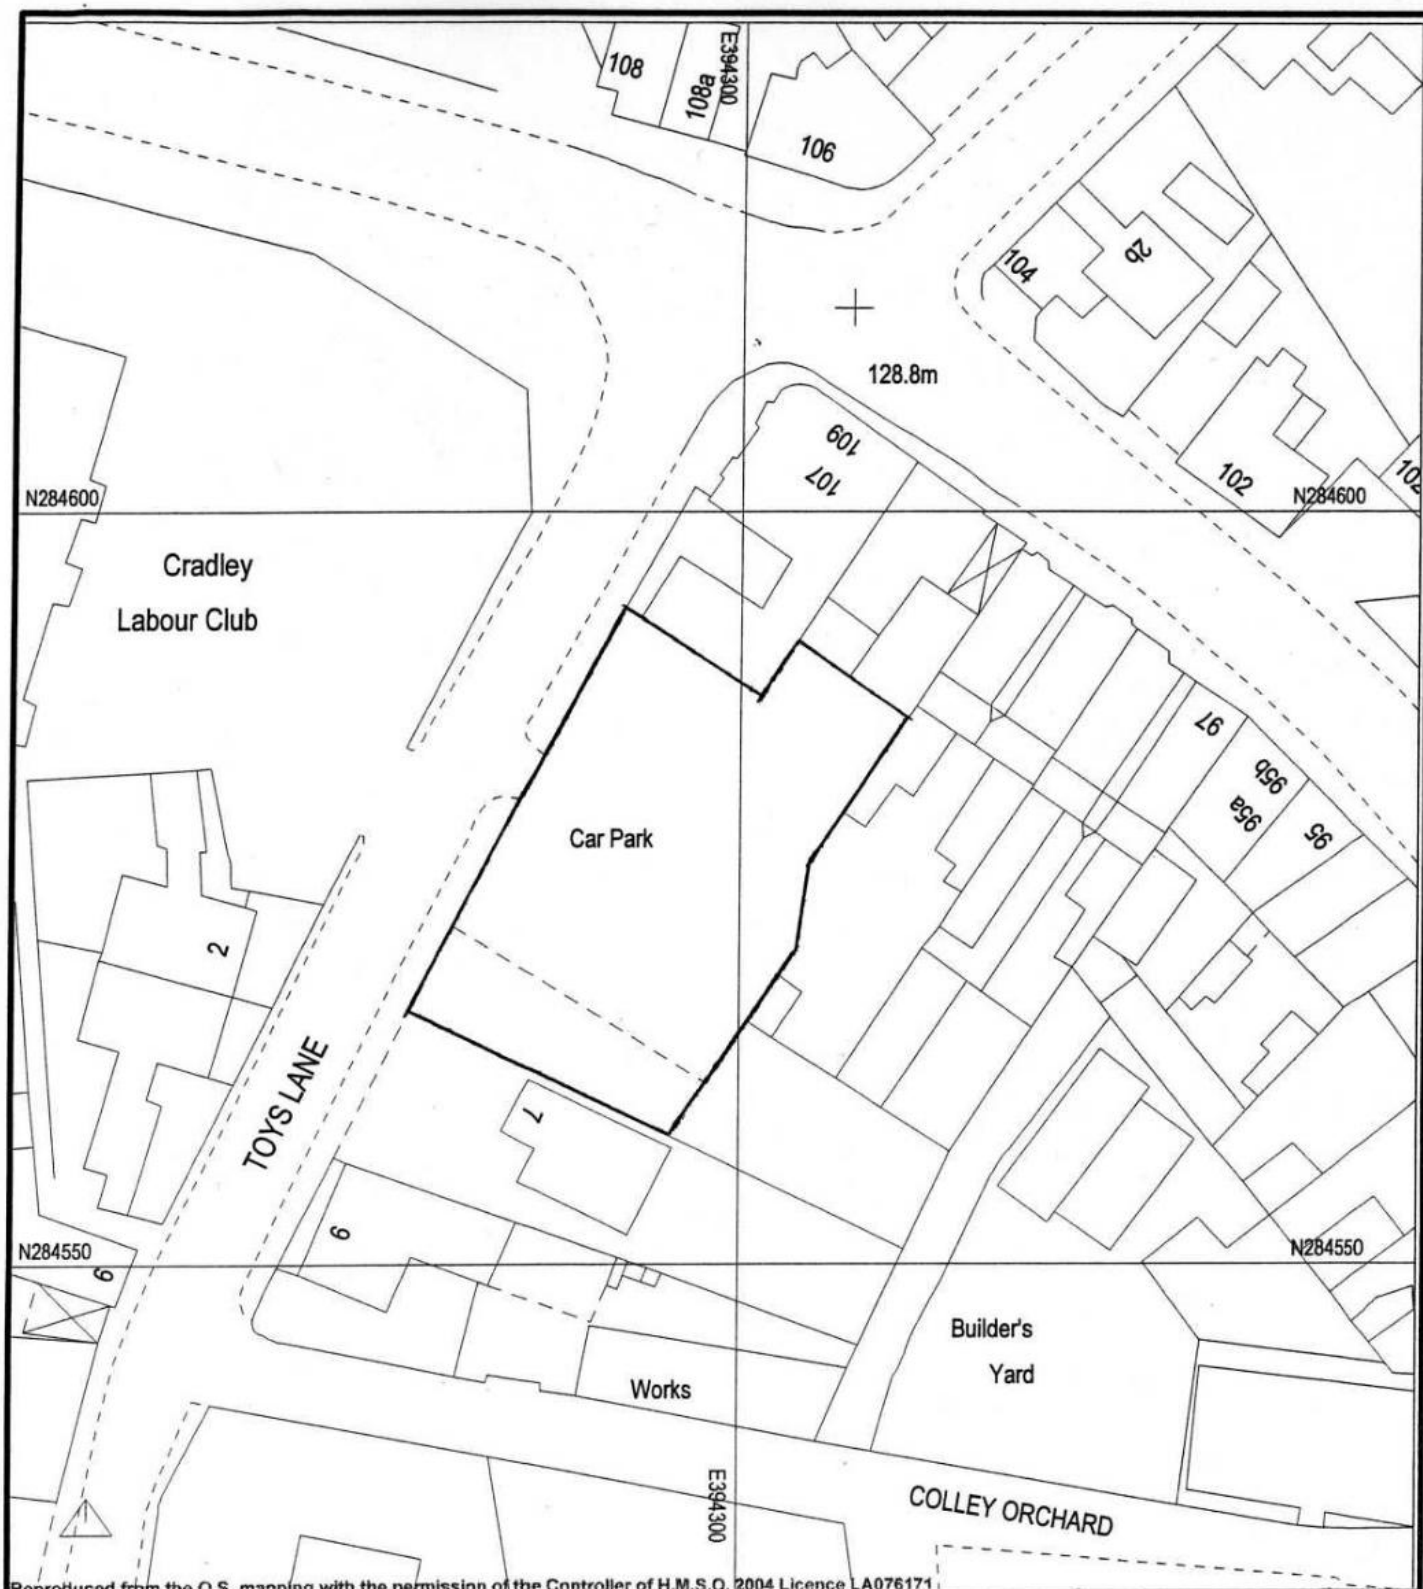 108
108a
E394300
106
104
2b
128.8m
109
107
102
102
N284600
N284600
Cradley
Labour Club
97
95b
95a
95
Car Park
2
TOYS LANE
7
9
N284550
N284550
9
Builder's
Yard
Works
E394300
COLLEY ORCHARD
Reproduced from the O.S. mapping with the permission of the Controller of H.M.S.O. 2004 Licence LA076171